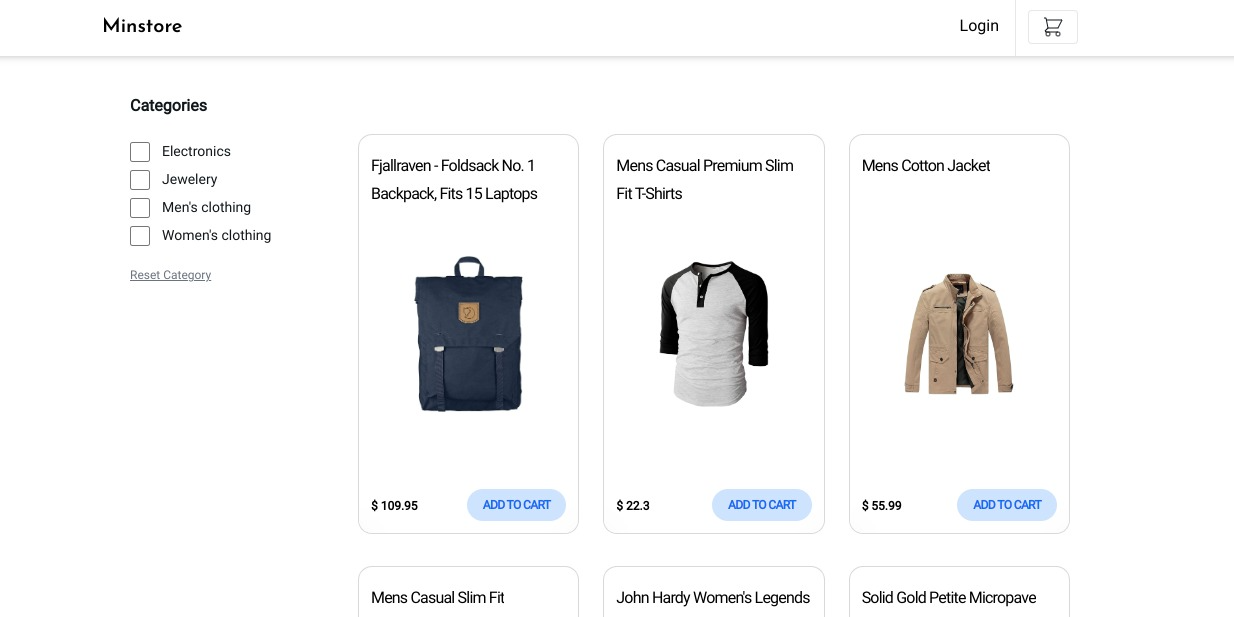 Minstore
Login
Categories
Electronics
Jewelery
Men's clothing
Women's clothing
Reset Category
Fjallraven - Foldsack No. 1
Backpack, Fits 15 Laptops
$ 109.95
ADD TO CART
Mens Casual Premium Slim
Fit T-Shirts
$ 22.3
ADD TO CART
Mens Cotton Jacket
$ 55.99
ADD TO CART
Mens Casual Slim Fit
John Hardy Women's Legends
Solid Gold Petite Micropave